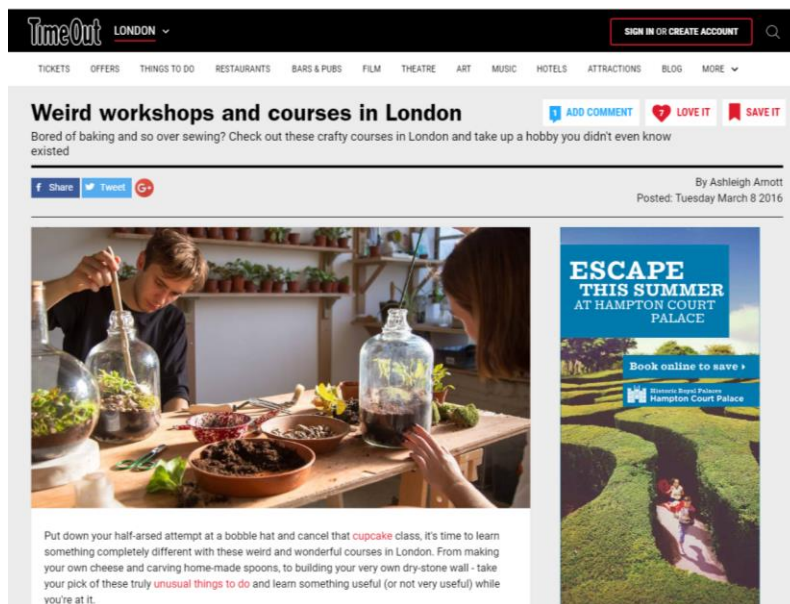 TimeOut LONDON SIGN IN OR CREATE ACCOUNT
TICKETS OFFERS THINGS TO DO RESTAURANTS BARS & PUBS FILM THEATRE ART MUSIC HOTELS ATTRACTIONS BLOG MORE
Weird workshops and courses in London
1 ADD COMMENT 7 LOVE IT SAVE IT
Bored of baking and so over sewing? Check out these crafty courses in London and take up a hobby you didn't even know
existed
f Share Tweet G+
By Ashleigh Arnott
Posted: Tuesday March 8 2016
ESCAPE
THIS SUMMER
AT HAMPTON COURT
PALACE
Book online to save ›
Historic Royal Palaces
Hampton Court Palace
Put down your half-arsed attempt at a bobble hat and cancel that cupcake class, it's time to learn
something completely different with these weird and wonderful courses in London. From making
your own cheese and carving home-made spoons, to building your very own dry-stone wall - take
your pick of these truly unusual things to do and learn something useful (or not very useful) while
you're at it.